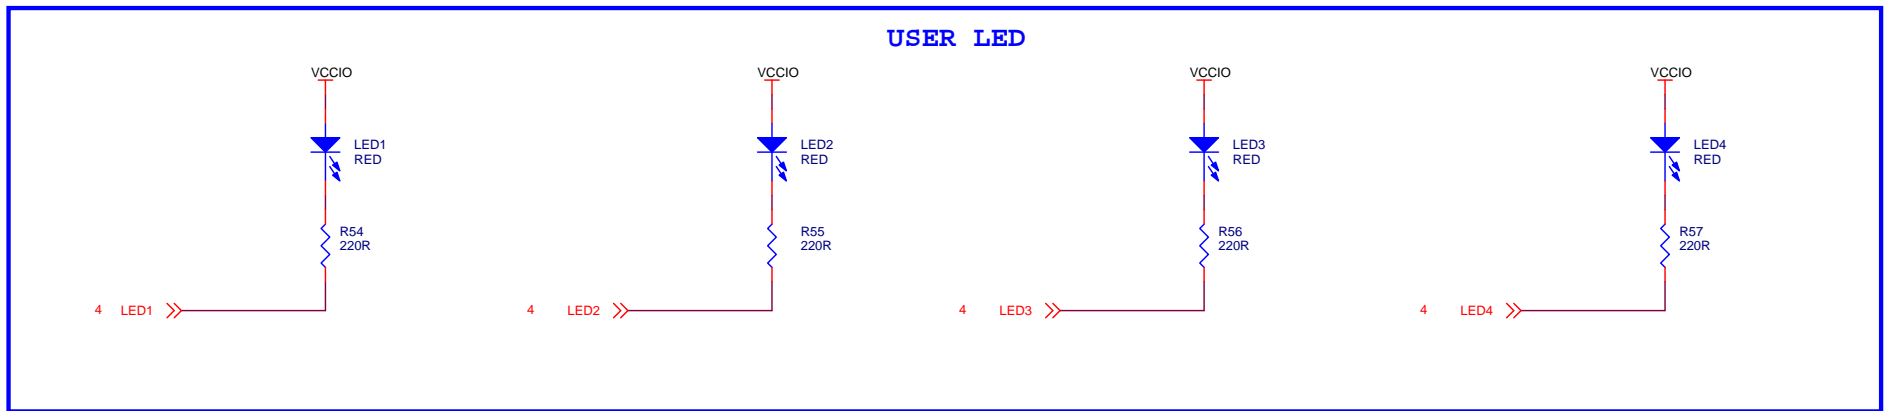 USER LED
VCCIO
VCCIO
VCCIO
VCCIO
LED1
RED
LED2
RED
LED3
RED
LED4
RED
R54
220R
R55
220R
R56
220R
R57
220R
4 LED1
4 LED2
4 LED3
4 LED4